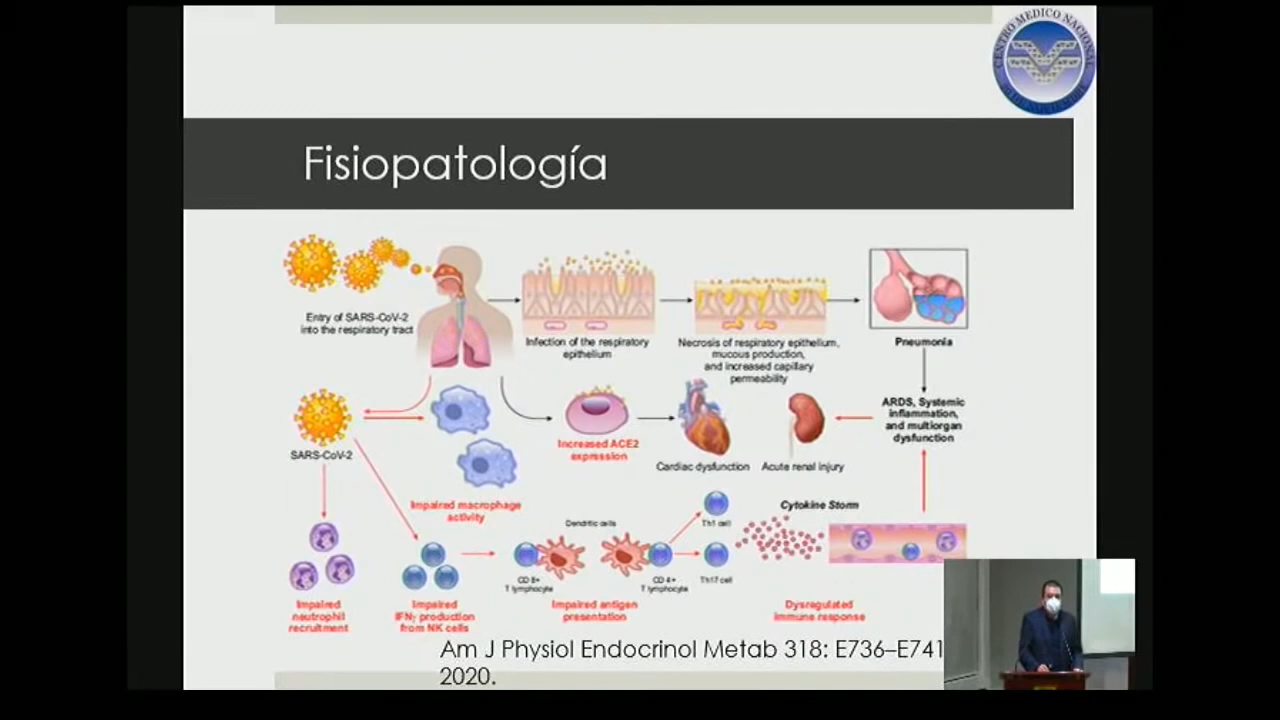 CENTRO MEDICO NACIONAL
Fisiopatología
Entry of SARS-CoV-2
into the respiratory tract
Infection of the respiratory
epithelium
Necrosis of respiratory epithelium,
mucous production,
and increased capillary
permeability
Pneumonia
ARDS, Systemic
inflammation,
and multiorgan
dysfunction
SARS-CoV-2
Increased ACE2
expression
Cardiac dysfunction
Acute renal injury
Impaired macrophage
activity
Cytokine Storm
Dendritic cells
Th1 cell
CD 8+
T lymphocyte
CD 4+
T lymphocyte
Th17 cell
Impaired
neutrophil
recruitment
Impaired
IFNγ production
from NK cells
Impaired antigen
presentation
Dysregulated
immune response
Am J Physiol Endocrinol Metab 318: E736–E741
2020.